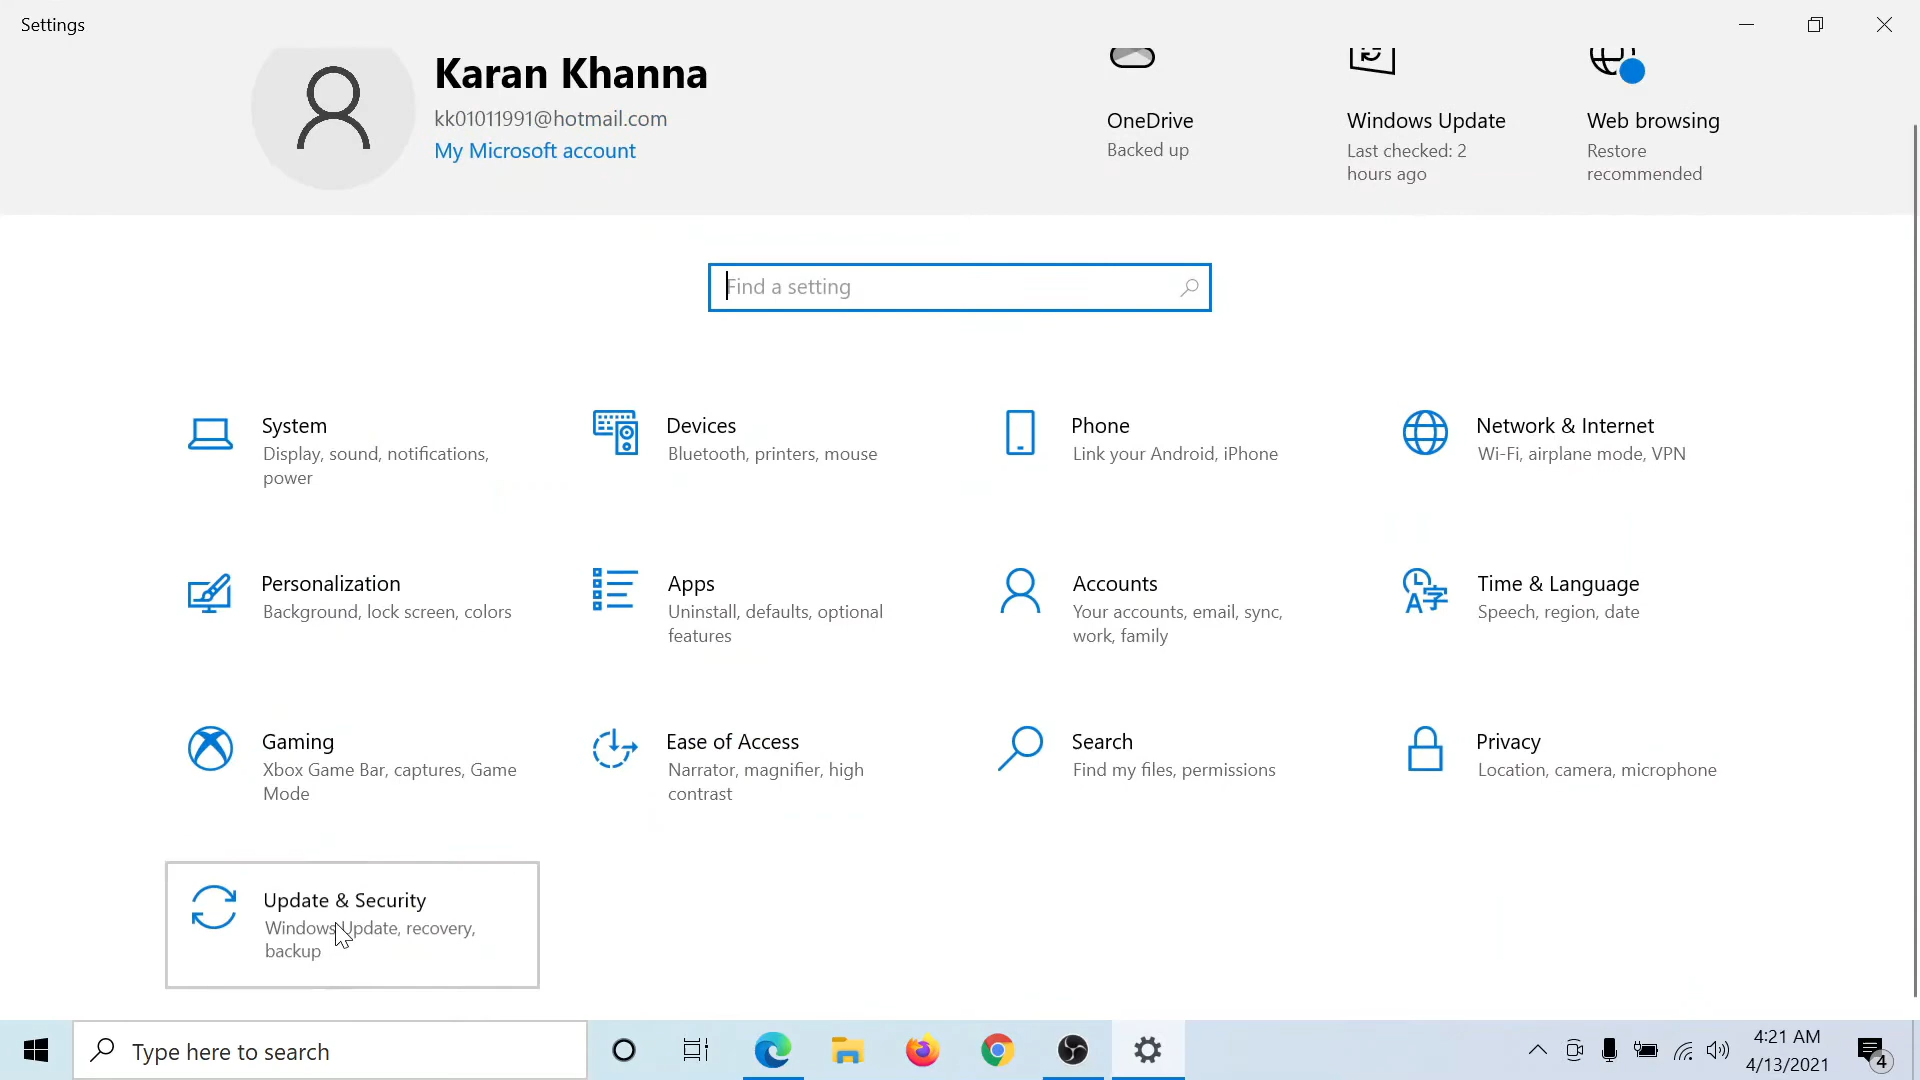 Settings
Karan Khanna
kk01011991@hotmail.com
My Microsoft account
OneDrive
Backed up
Windows Update
Last checked: 2
hours ago
Web browsing
Restore
recommended
Find a setting
System
Display, sound, notifications,
power
Devices
Bluetooth, printers, mouse
Phone
Link your Android, iPhone
Network & Internet
Wi-Fi, airplane mode, VPN
Personalization
Background, lock screen, colors
Apps
Uninstall, defaults, optional
features
Accounts
Your accounts, email, sync,
work, family
Time & Language
Speech, region, date
Gaming
Xbox Game Bar, captures, Game
Mode
Ease of Access
Narrator, magnifier, high
contrast
Search
Find my files, permissions
Privacy
Location, camera, microphone
Update & Security
Windows Update, recovery,
backup
Type here to search
4:21 AM
4/13/2021
4